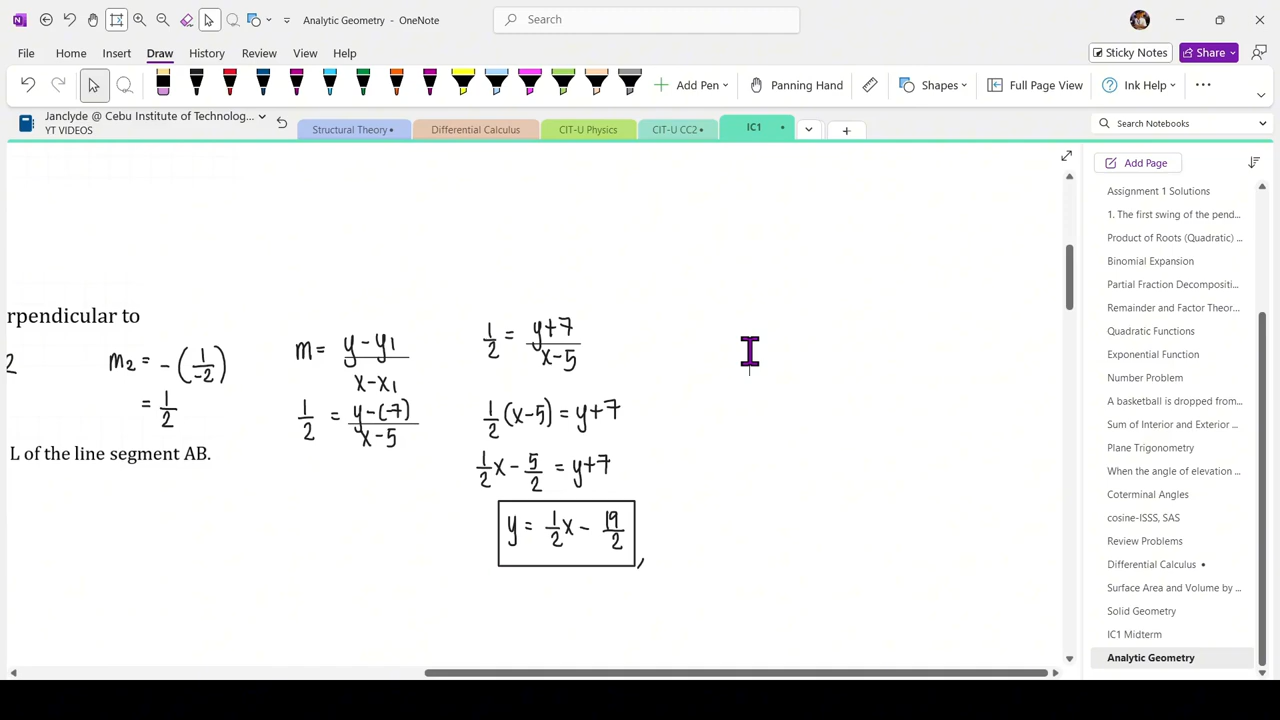 Analytic Geometry - OneNote
Search
File Home Insert Draw History Review View Help
Sticky Notes
Share
Add Pen
Panning Hand
Shapes
Full Page View
Ink Help
Janclyde @ Cebu Institute of Technolog...
YT VIDEOS
Structural Theory
Differential Calculus
CIT-U Physics
CIT-U CC2
IC1
Search Notebooks
Add Page
rpendicular to
2
m2 = - (1/-2)
= 1/2
L of the line segment AB.
m = y - y1 / x - x1
1/2 = y - (-7) / x - 5
1/2 = y+7 / x-5
1/2 (x-5) = y+7
1/2 x - 5/2 = y+7
y = 1/2 x - 19/2 ,
Assignment 1 Solutions
1. The first swing of the pend...
Product of Roots (Quadratic) ...
Binomial Expansion
Partial Fraction Decompositi...
Remainder and Factor Theor...
Quadratic Functions
Exponential Function
Number Problem
A basketball is dropped from...
Sum of Interior and Exterior ...
Plane Trigonometry
When the angle of elevation ...
Coterminal Angles
cosine-ISSS, SAS
Review Problems
Differential Calculus
Surface Area and Volume by ...
Solid Geometry
IC1 Midterm
Analytic Geometry